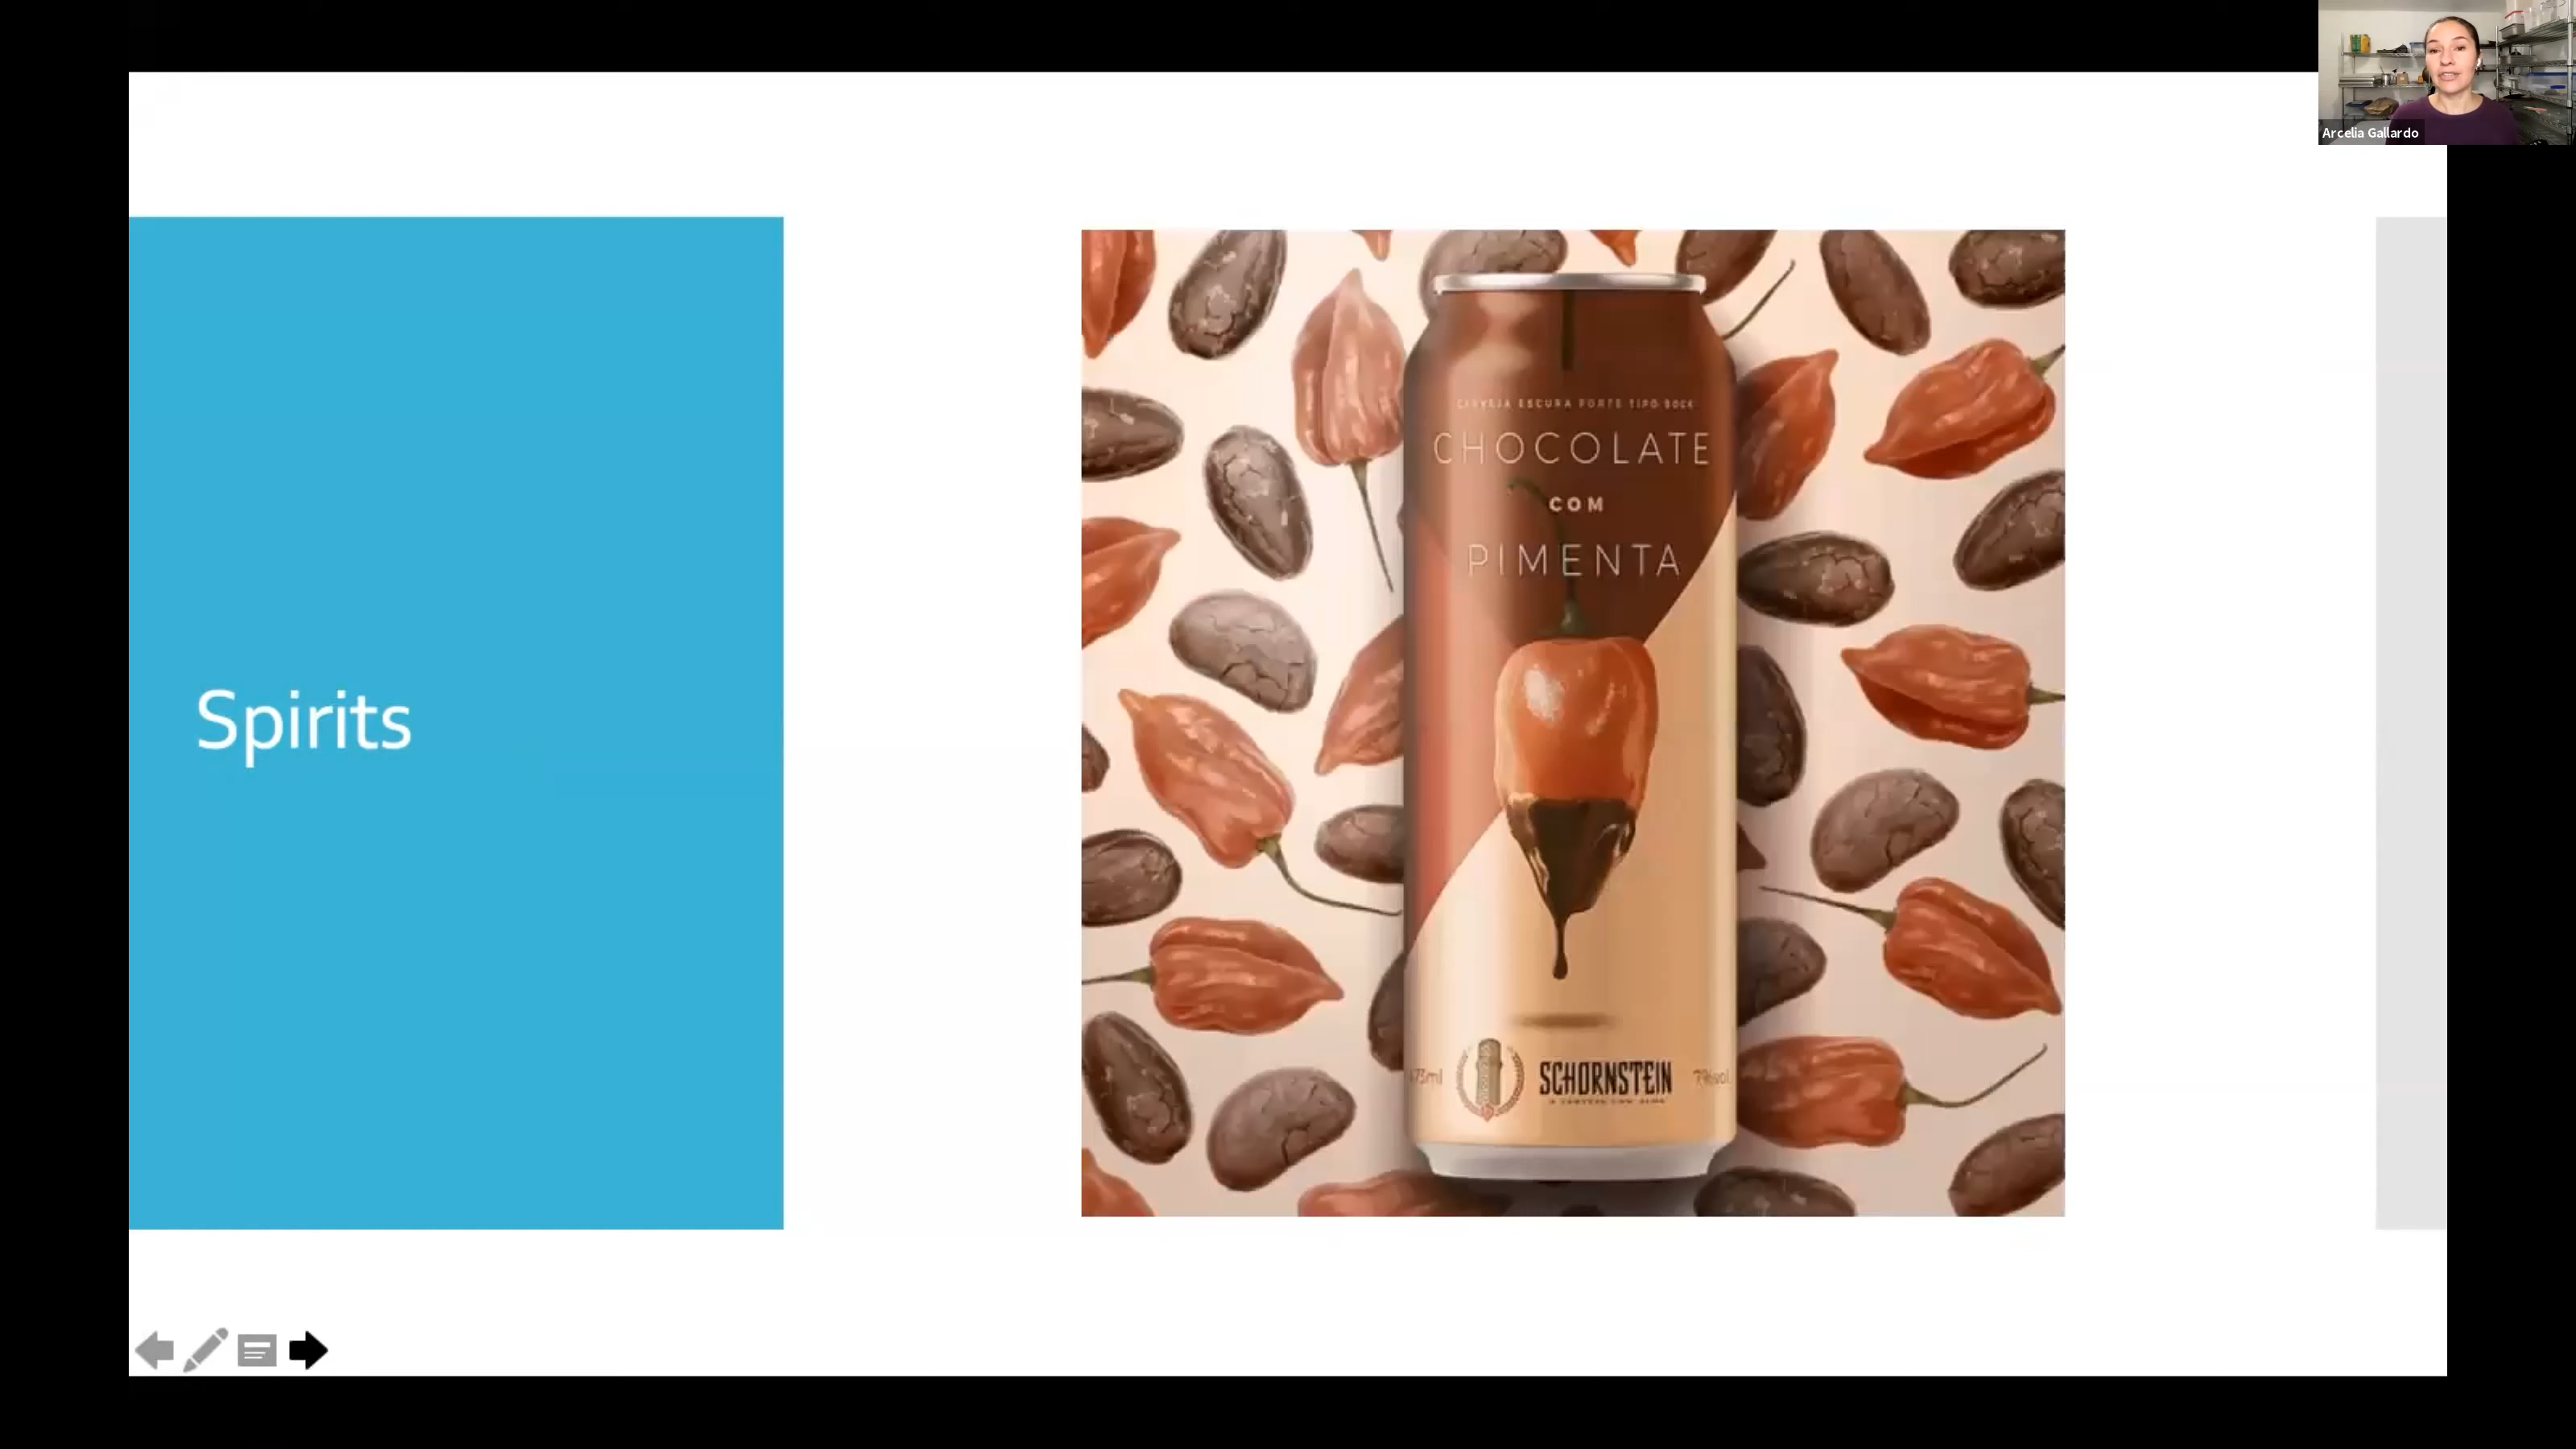 Arcelia Gallardo
Spirits
CERVEJA ESCURA FORTE TIPO BOCK
CHOCOLATE
COM
PIMENTA
SCHORNSTEIN